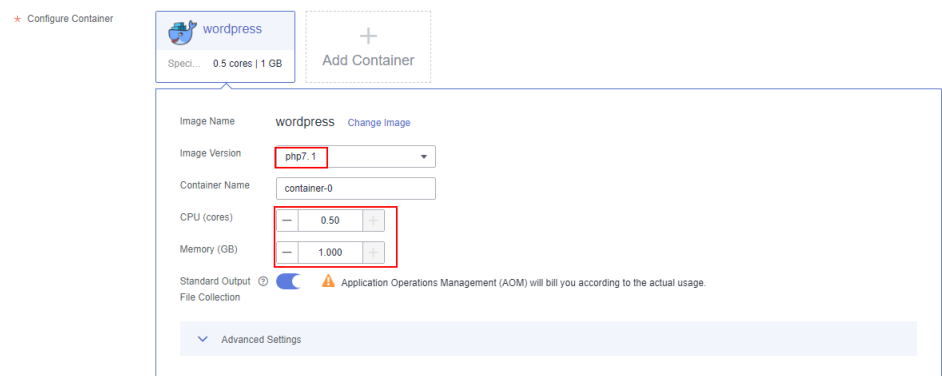 * Configure Container
wordpress
Speci... 0.5 cores | 1 GB
+
Add Container
Image Name wordpress Change Image
Image Version php7. 1
Container Name container-0
CPU (cores) — 0.50 +
Memory (GB) — 1.000 +
Standard Output ? Application Operations Management (AOM) will bill you according to the actual usage.
File Collection
Advanced Settings